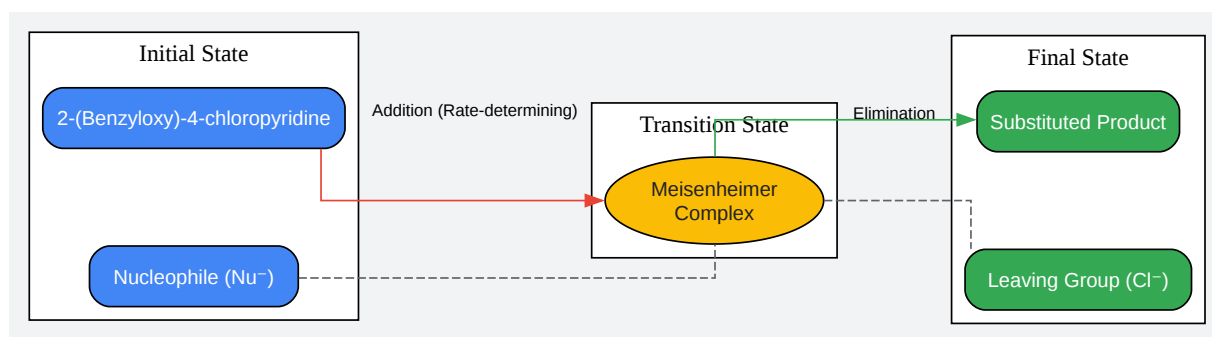 Initial State
2-(Benzyloxy)-4-chloropyridine
Nucleophile (Nu⁻)
Addition (Rate-determining)
Transition State
Meisenheimer
Complex
Elimination
Final State
Substituted Product
Leaving Group (Cl⁻)